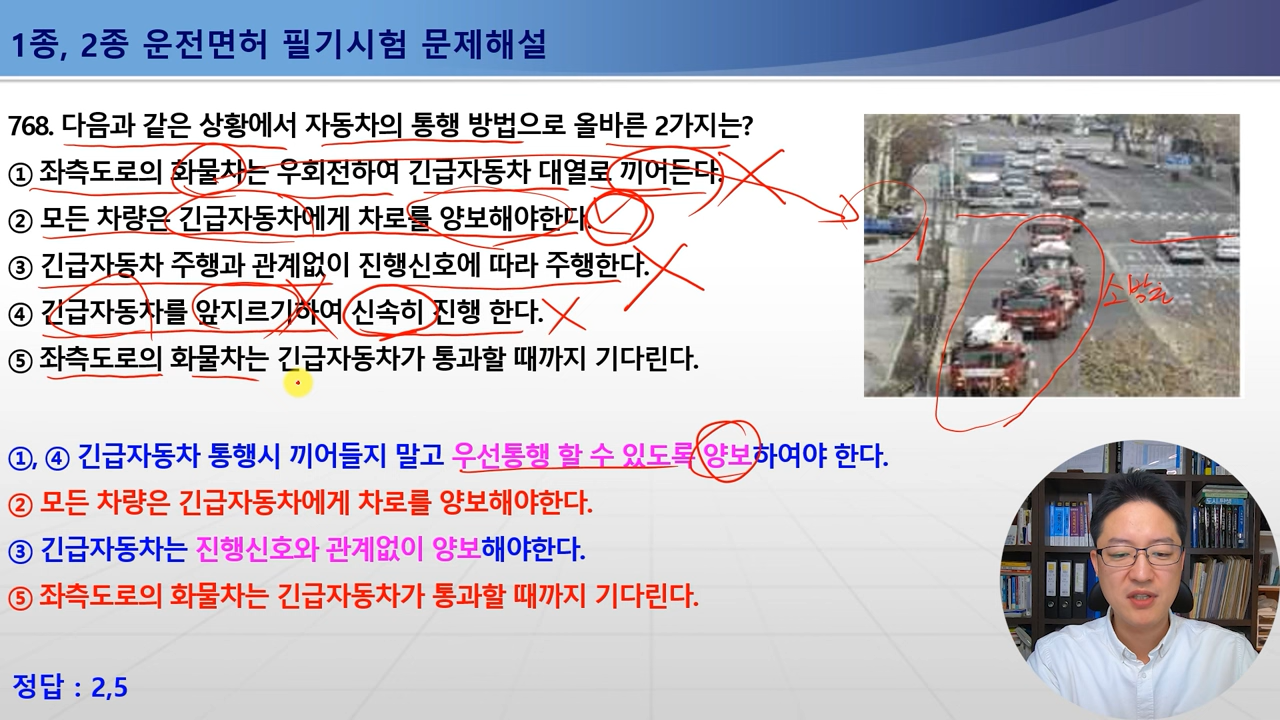 1종, 2종 운전면허 필기시험 문제해설
768. 다음과 같은 상황에서 자동차의 통행 방법으로 올바른 2가지는?
① 좌측도로의 화물차는 우회전하여 긴급자동차 대열로 끼어든다.
② 모든 차량은 긴급자동차에게 차로를 양보해야한다.
③ 긴급자동차 주행과 관계없이 진행신호에 따라 주행한다.
④ 긴급자동차를 앞지르기하여 신속히 진행 한다.
⑤ 좌측도로의 화물차는 긴급자동차가 통과할 때까지 기다린다.
소방차
①, ④ 긴급자동차 통행시 끼어들지 말고 우선통행 할 수 있도록 양보하여야 한다.
② 모든 차량은 긴급자동차에게 차로를 양보해야한다.
③ 긴급자동차는 진행신호와 관계없이 양보해야한다.
⑤ 좌측도로의 화물차는 긴급자동차가 통과할 때까지 기다린다.
정답 : 2,5